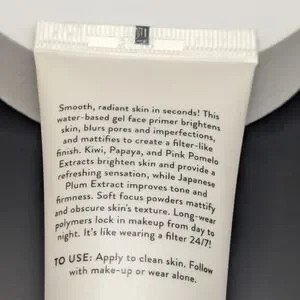 Smooth, radiant skin in seconds! This
water-based gel face primer brightens
skin, blurs pores and imperfections,
and mattifies to create a filter-like
finish. Kiwi, Papaya, and Pink Pomelo
Extracts brighten skin and provide a
refreshing sensation, while Japanese
Plum Extract improves tone and
firmness. Soft focus powders mattify
and obscure skin's texture. Long-wear
polymers lock in makeup from day to
night. It's like wearing a filter 24/7!
TO USE: Apply to clean skin. Follow
with make-up or wear alone.